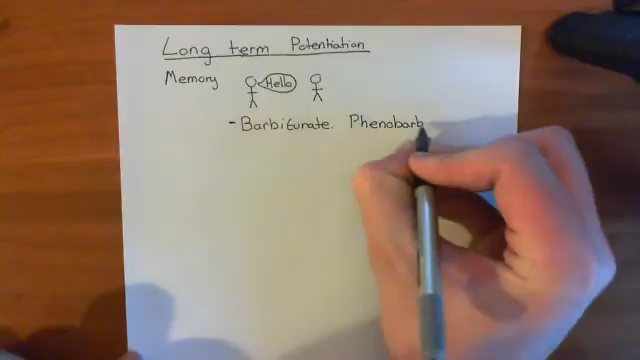 Long term Potentiation
Memory
Hello
- Barbiturate. Phenobarb